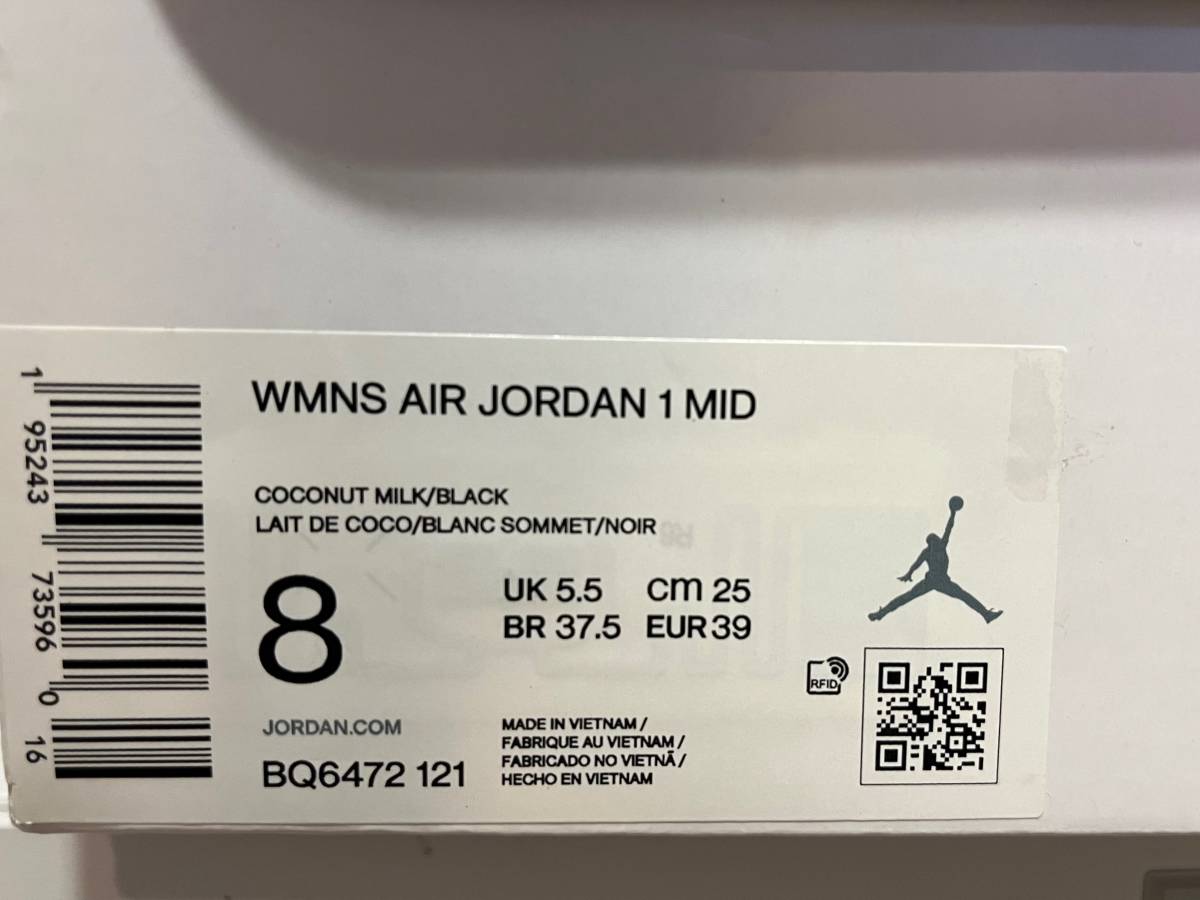 WMNS AIR JORDAN 1 MID
COCONUT MILK/BLACK
LAIT DE COCO/BLANC SOMMET/NOIR
8
UK 5.5 cm 25
BR 37.5 EUR 39
RFID
JORDAN.COM
BQ6472 121
MADE IN VIETNAM /
FABRIQUE AU VIETNAM /
FABRICADO NO VIETNÃ /
HECHO EN VIETNAM
1 95243 73596 0 16